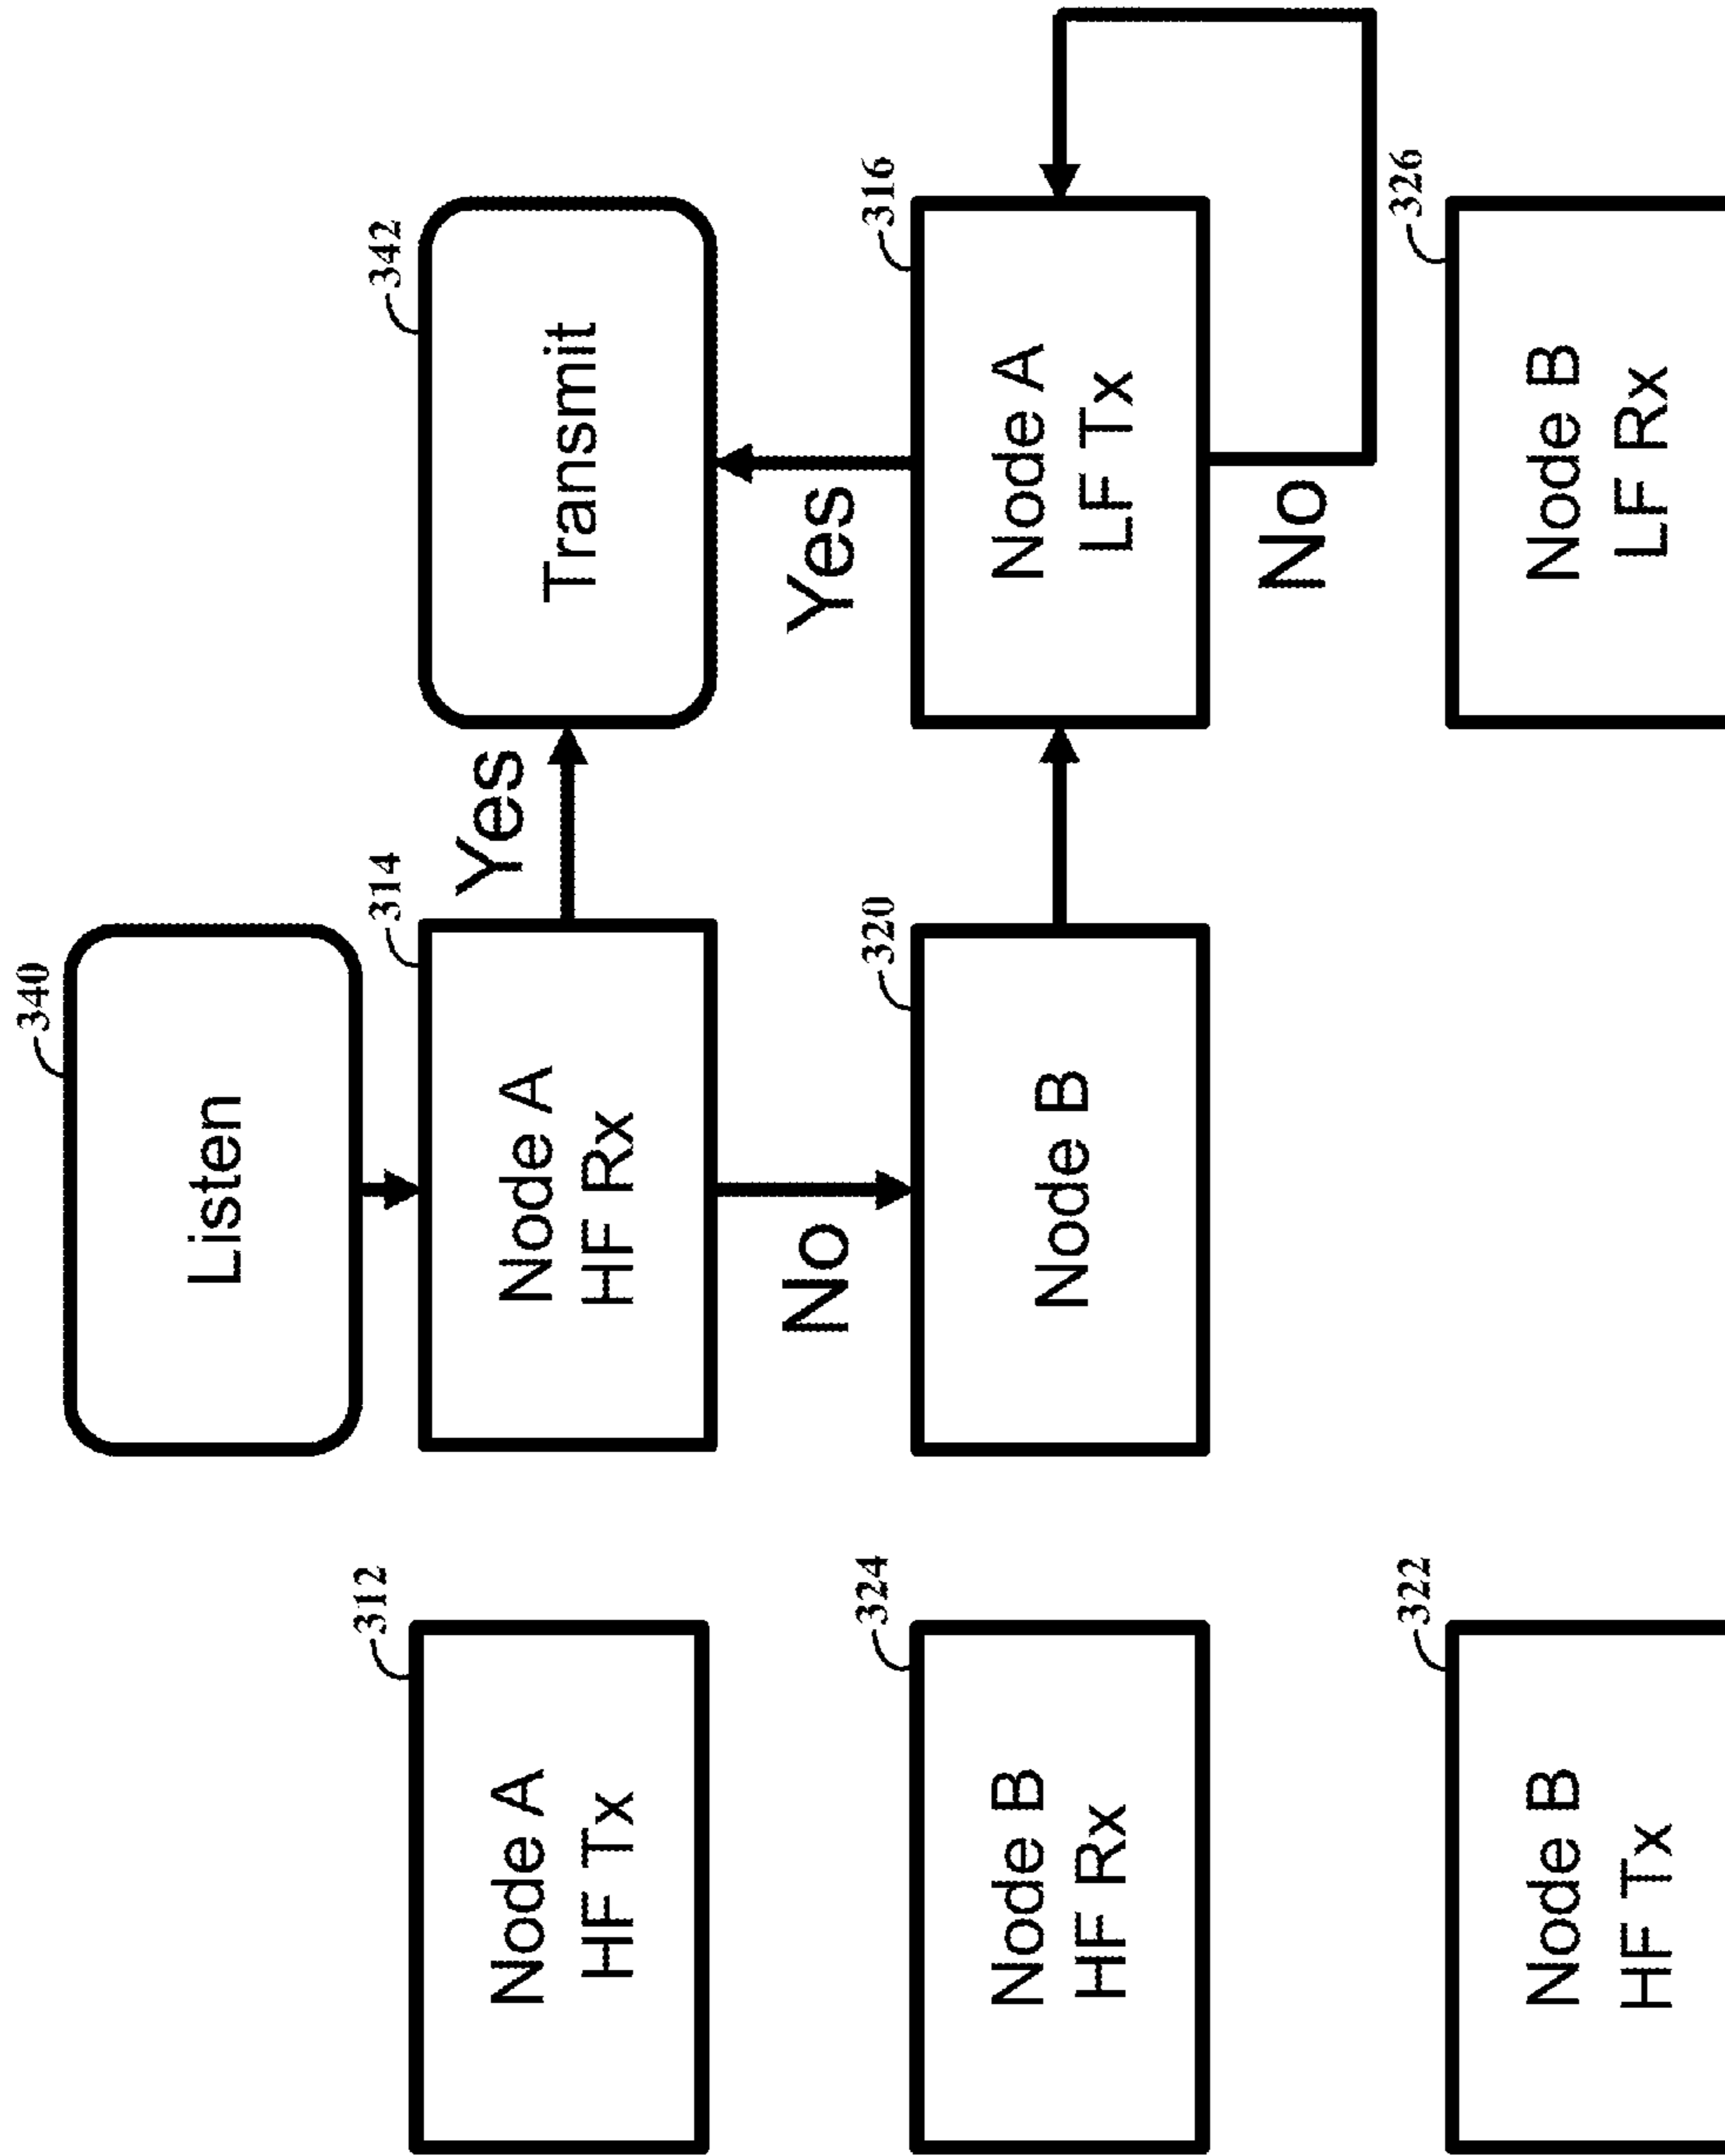 340
Listen
312
Node A
HF Tx
314
Node A
HF Rx
Yes
342
Transmit
No
Yes
324
Node B
HF Rx
320
Node B
316
Node A
LF Tx
No
322
Node B
HF Tx
326
Node B
LF Rx